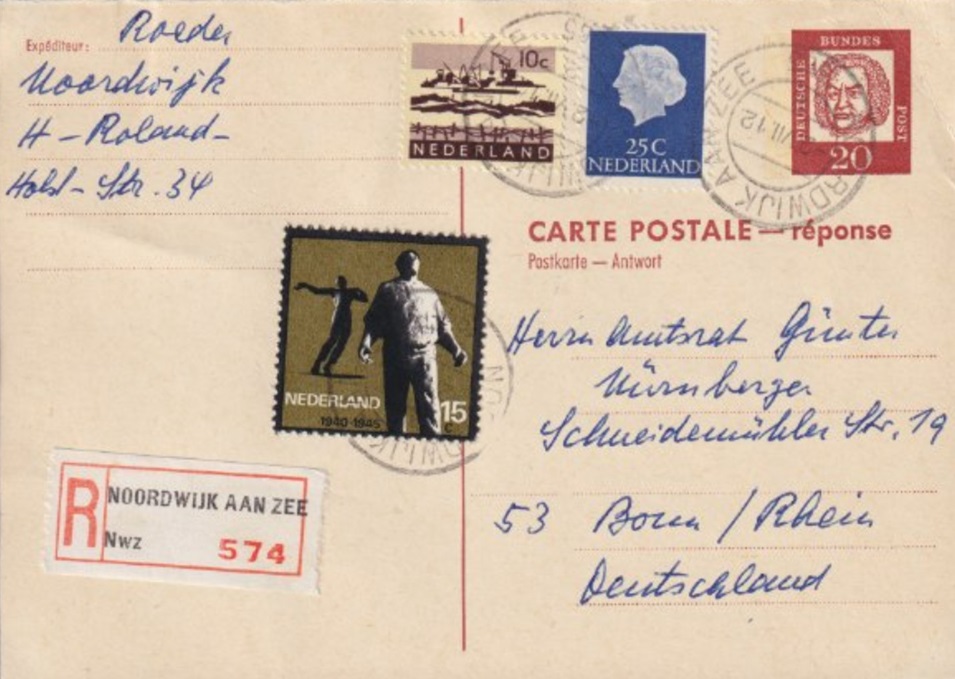 Expéditeur: Roeder
Noordwijk
H-Roland-
Holst-Str. 34
10c
NEDERLAND
25C
NEDERLAND
BUNDES
DEUTSCHE
POST
20
CARTE POSTALE — réponse
Postkarte — Antwort
NEDERLAND
1940-1945
15
c
Herrn Amtsrat Günter
Nürnberger
Schneidemühler Str. 19
53 Bonn / Rhein
Deutschland
R
NOORDWIJK AAN ZEE
Nwz
574